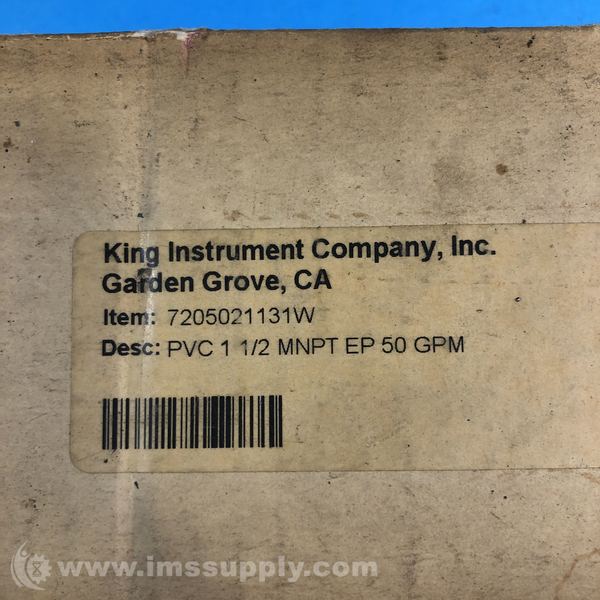 King Instrument Company, Inc.
Garden Grove, CA
Item: 7205021131W
Desc: PVC 1 1/2 MNPT EP 50 GPM
www.imssupply.com